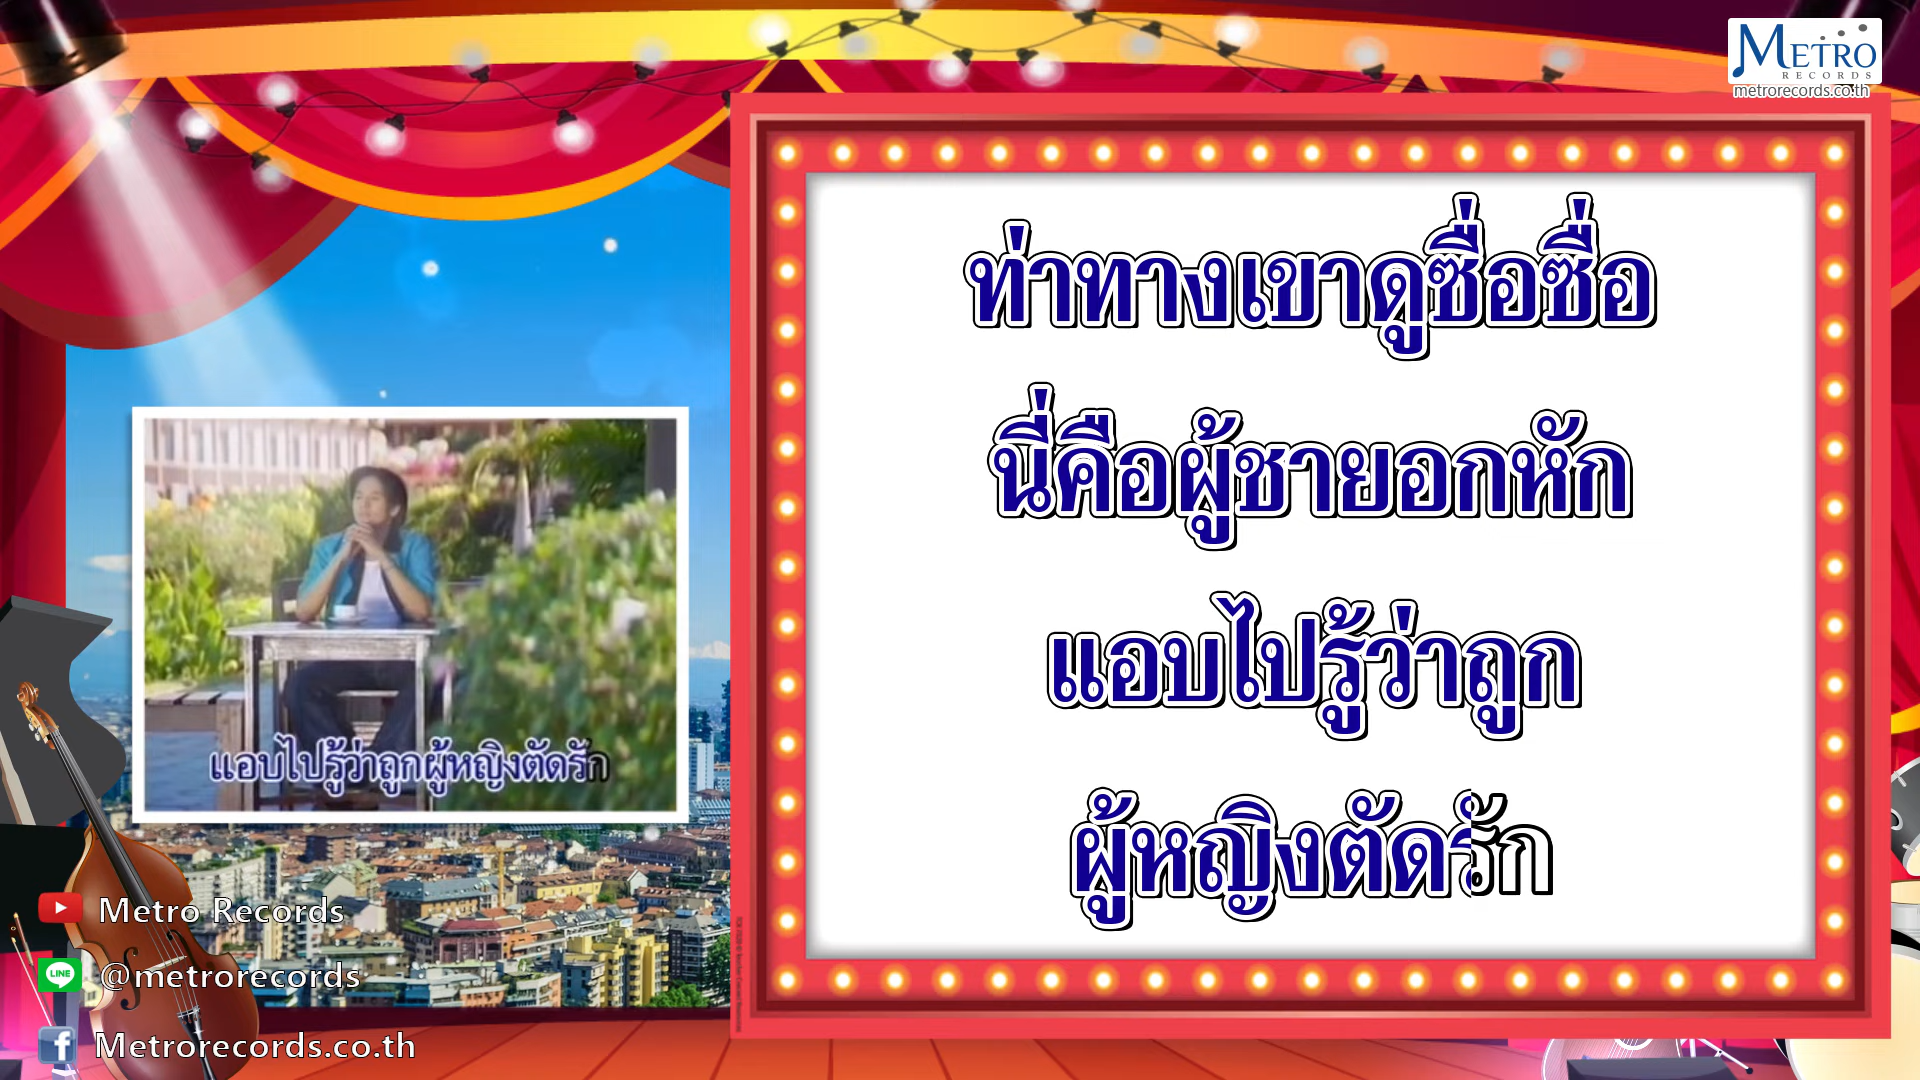 METRO
RECORDS
metrorecords.co.th
ท่าทางเขาดูซื่อซื่อ
นี่คือผู้ชายอกหัก
แอบไปรู้ว่าถูก
ผู้หญิงตัดรัก
แอบไปรู้ว่าถูกผู้หญิงตัดรัก
Metro Records
LINE @metrorecords
f Metrorecords.co.th